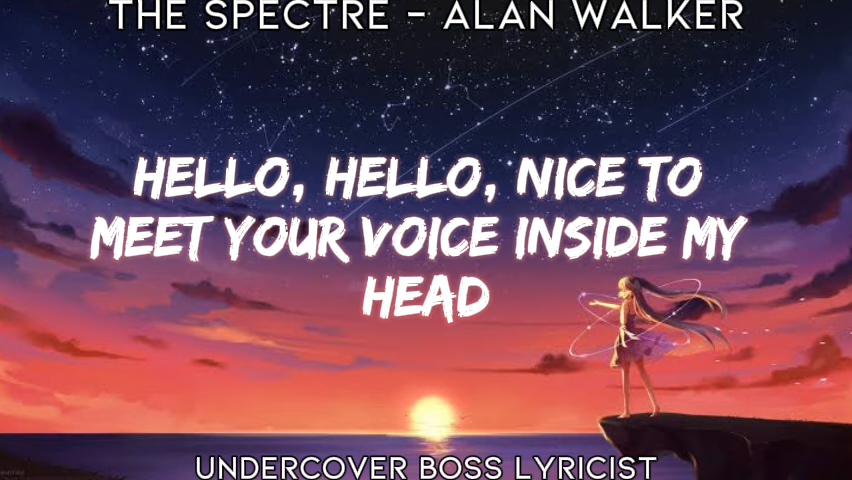 THE SPECTRE - ALAN WALKER
HELLO, HELLO, NICE TO
MEET YOUR VOICE INSIDE MY
HEAD
UNDERCOVER BOSS LYRICIST